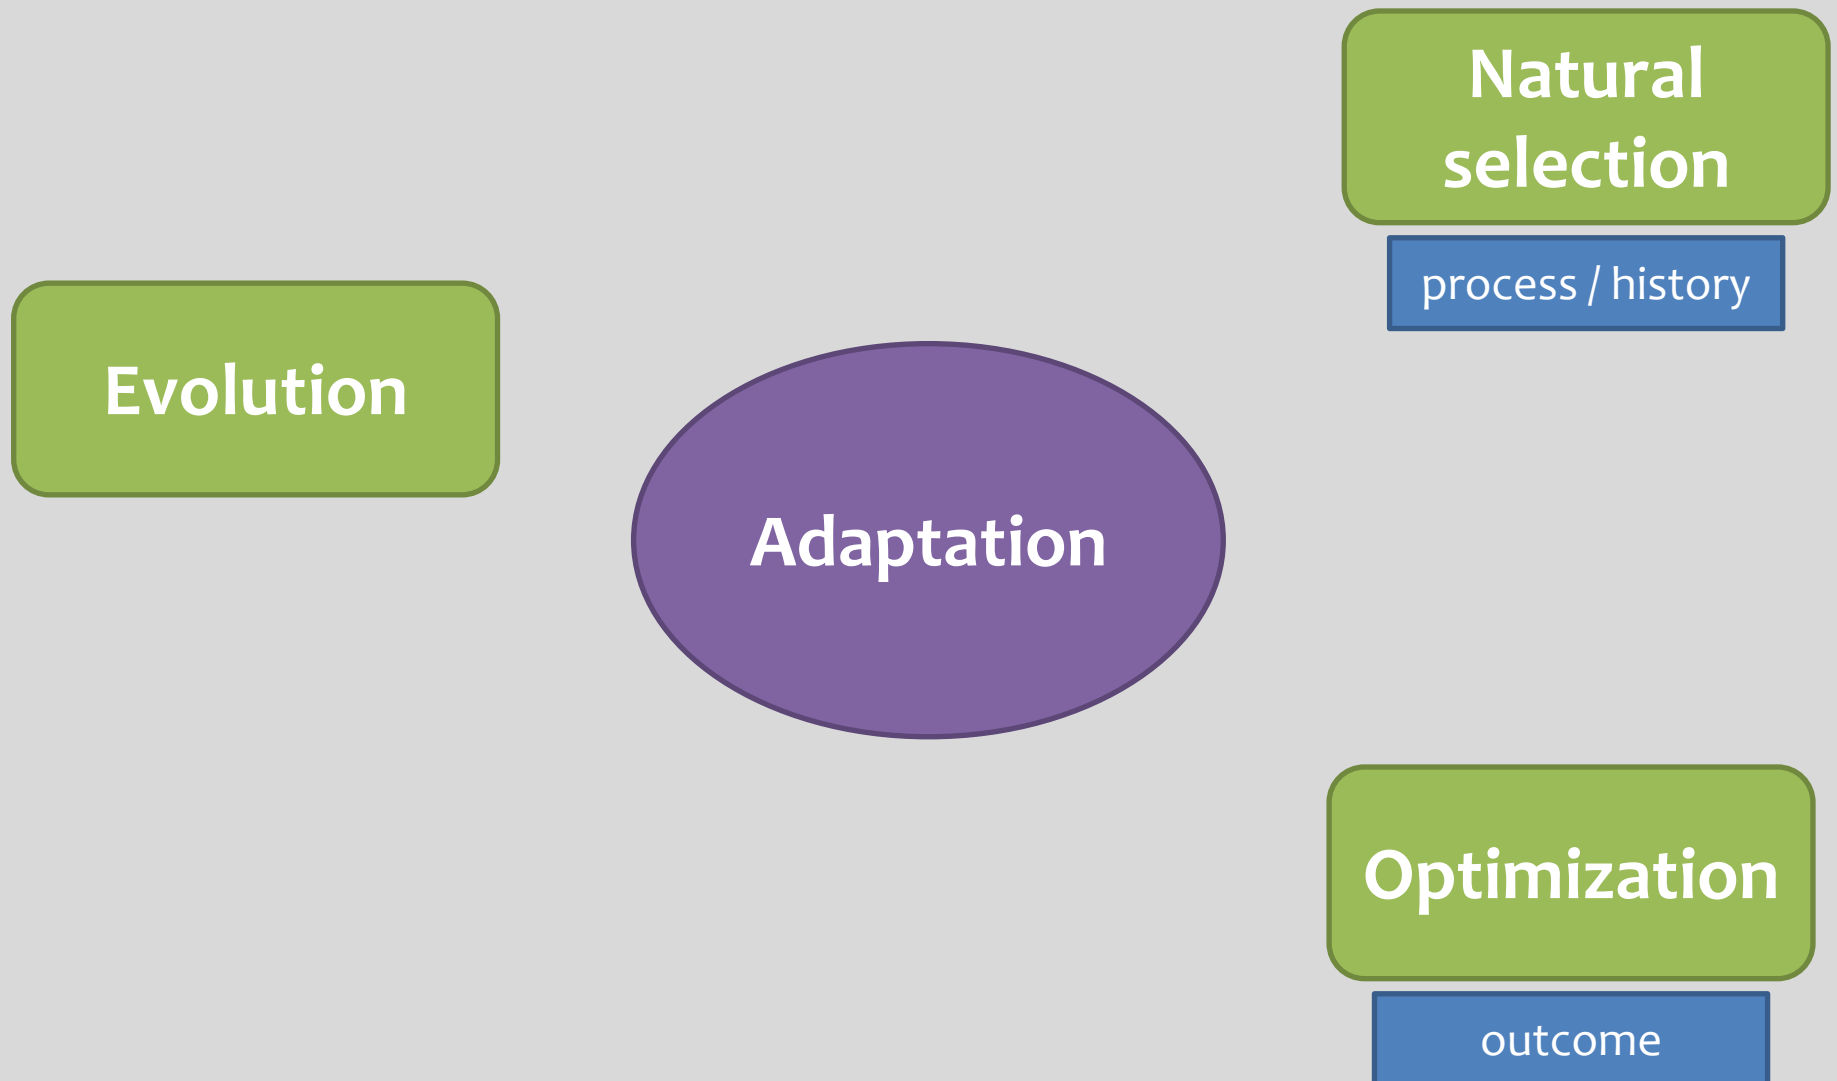 Natural
selection
process / history
Evolution
Adaptation
Optimization
outcome